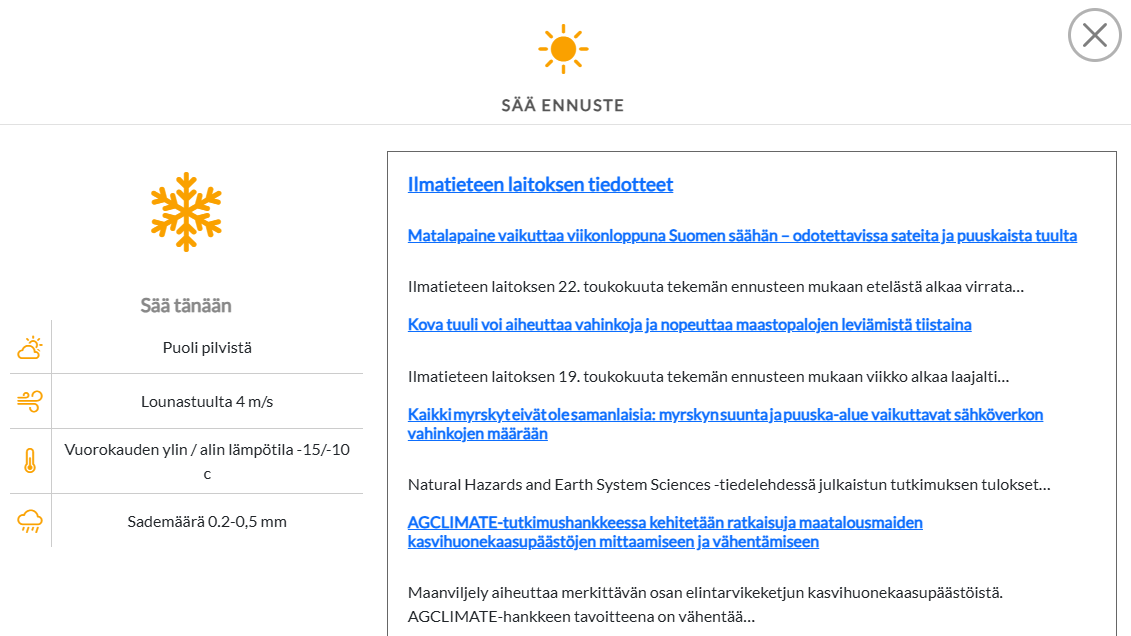 SÄÄ ENNUSTE
Sää tänään
Puoli pilvistä
Lounastuulta 4 m/s
Vuorokauden ylin / alin lämpötila -15/-10
c
Sademäärä 0.2-0,5 mm
Ilmatieteen laitoksen tiedotteet
Matalapaine vaikuttaa viikonloppuna Suomen säähän – odotettavissa sateita ja puuskaista tuulta
Ilmatieteen laitoksen 22. toukokuuta tekemän ennusteen mukaan etelästä alkaa virrata...
Kova tuuli voi aiheuttaa vahinkoja ja nopeuttaa maastopalojen leviämistä tiistaina
Ilmatieteen laitoksen 19. toukokuuta tekemän ennusteen mukaan viikko alkaa laajalti...
Kaikki myrskyt eivät ole samanlaisia: myrskyn suunta ja puuska-alue vaikuttavat sähköverkon
vahinkojen määrään
Natural Hazards and Earth System Sciences -tiedelehdessä julkaistun tutkimuksen tulokset...
AGCLIMATE-tutkimushankkeessa kehitetään ratkaisuja maatalousmaiden
kasvihuonekaasupäästöjen mittaamiseen ja vähentämiseen
Maanviljely aiheuttaa merkittävän osan elintarvikeketjun kasvihuonekaasupäästöistä.
AGCLIMATE-hankkeen tavoitteena on vähentää...